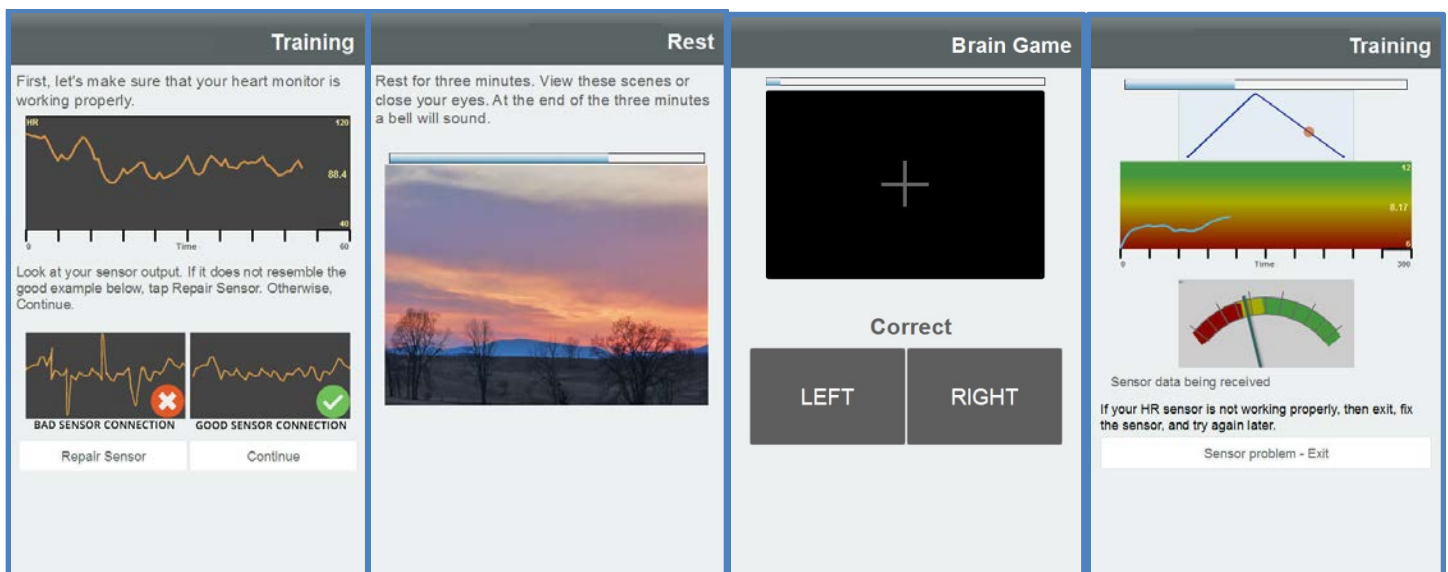 Training
First, let's make sure that your heart monitor is
working properly.
HR
120
88.4
40
0
Time
60
Look at your sensor output. If it does not resemble the
good example below, tap Repair Sensor. Otherwise,
Continue.
BAD SENSOR CONNECTION
GOOD SENSOR CONNECTION
Repair Sensor
Continue
Rest
Rest for three minutes. View these scenes or
close your eyes. At the end of the three minutes
a bell will sound.
Brain Game
Correct
LEFT
RIGHT
Training
12
8.17
6
0
Time
300
Sensor data being received
If your HR sensor is not working properly, then exit, fix
the sensor, and try again later.
Sensor problem - Exit